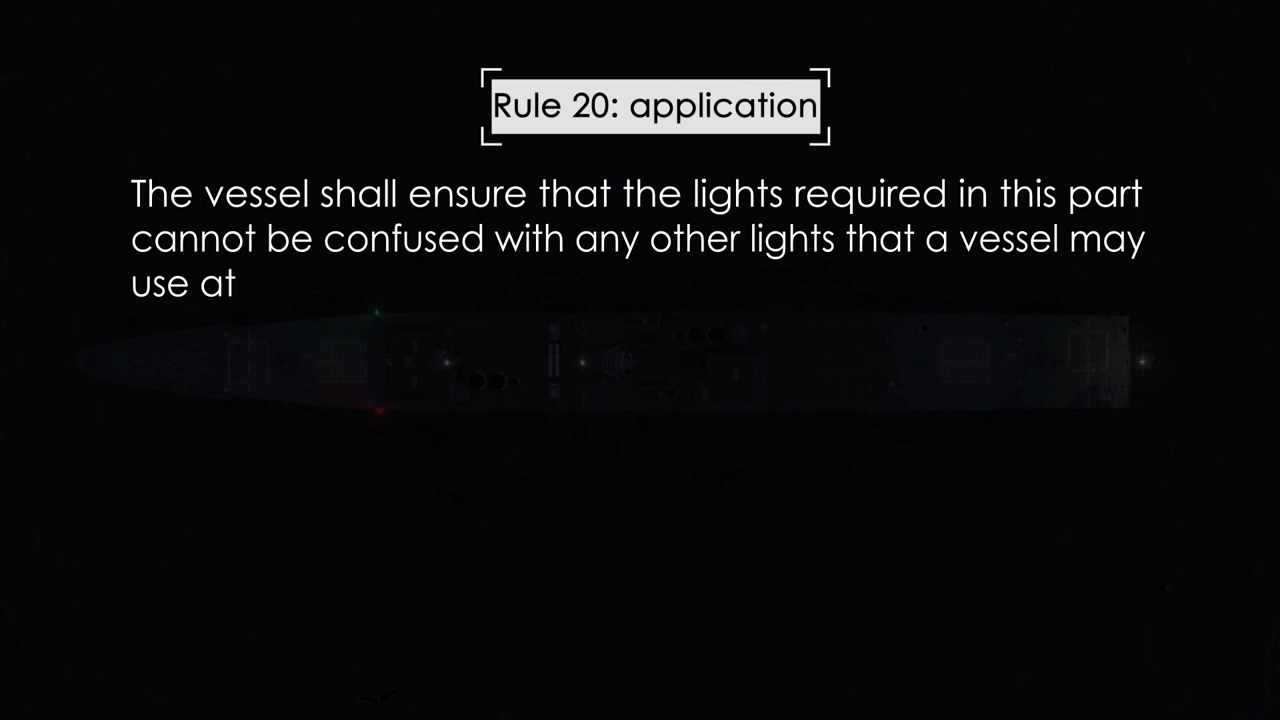 Rule 20: application
The vessel shall ensure that the lights required in this part
cannot be confused with any other lights that a vessel may
use at